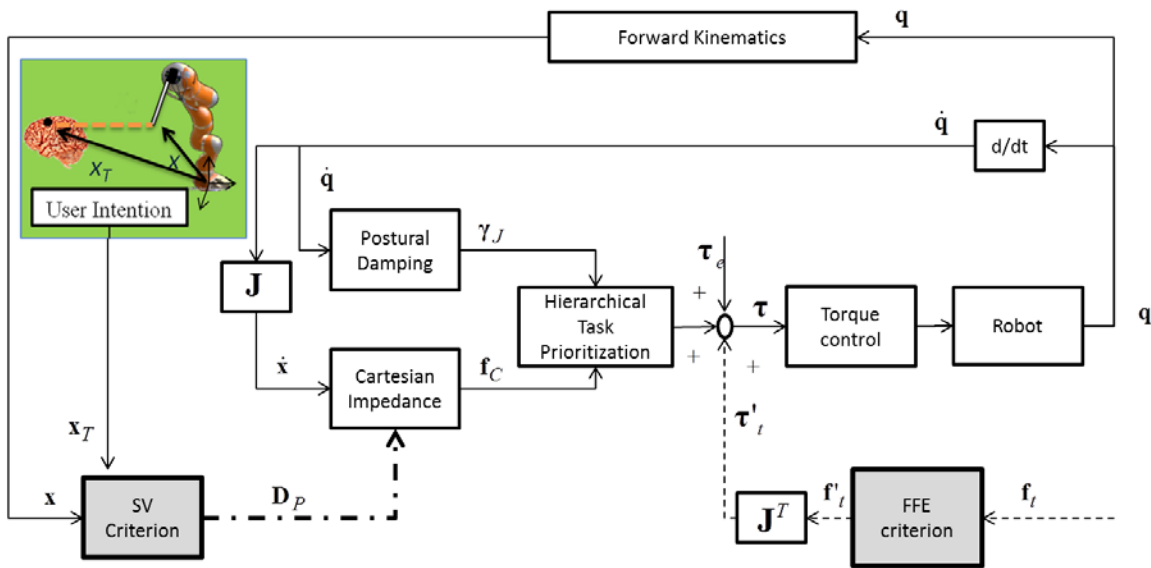 q
Forward Kinematics
q̇
d/dt
X
X_T
User Intention
q̇
Postural
Damping
γ_J
J
τ_e
+
Hierarchical
Task
Prioritization
+
τ
+
Torque
control
Robot
q
ẋ
Cartesian
Impedance
f_C
x_T
τ'_t
x
SV
Criterion
D_P
J^T
f'_t
FFE
criterion
f_t